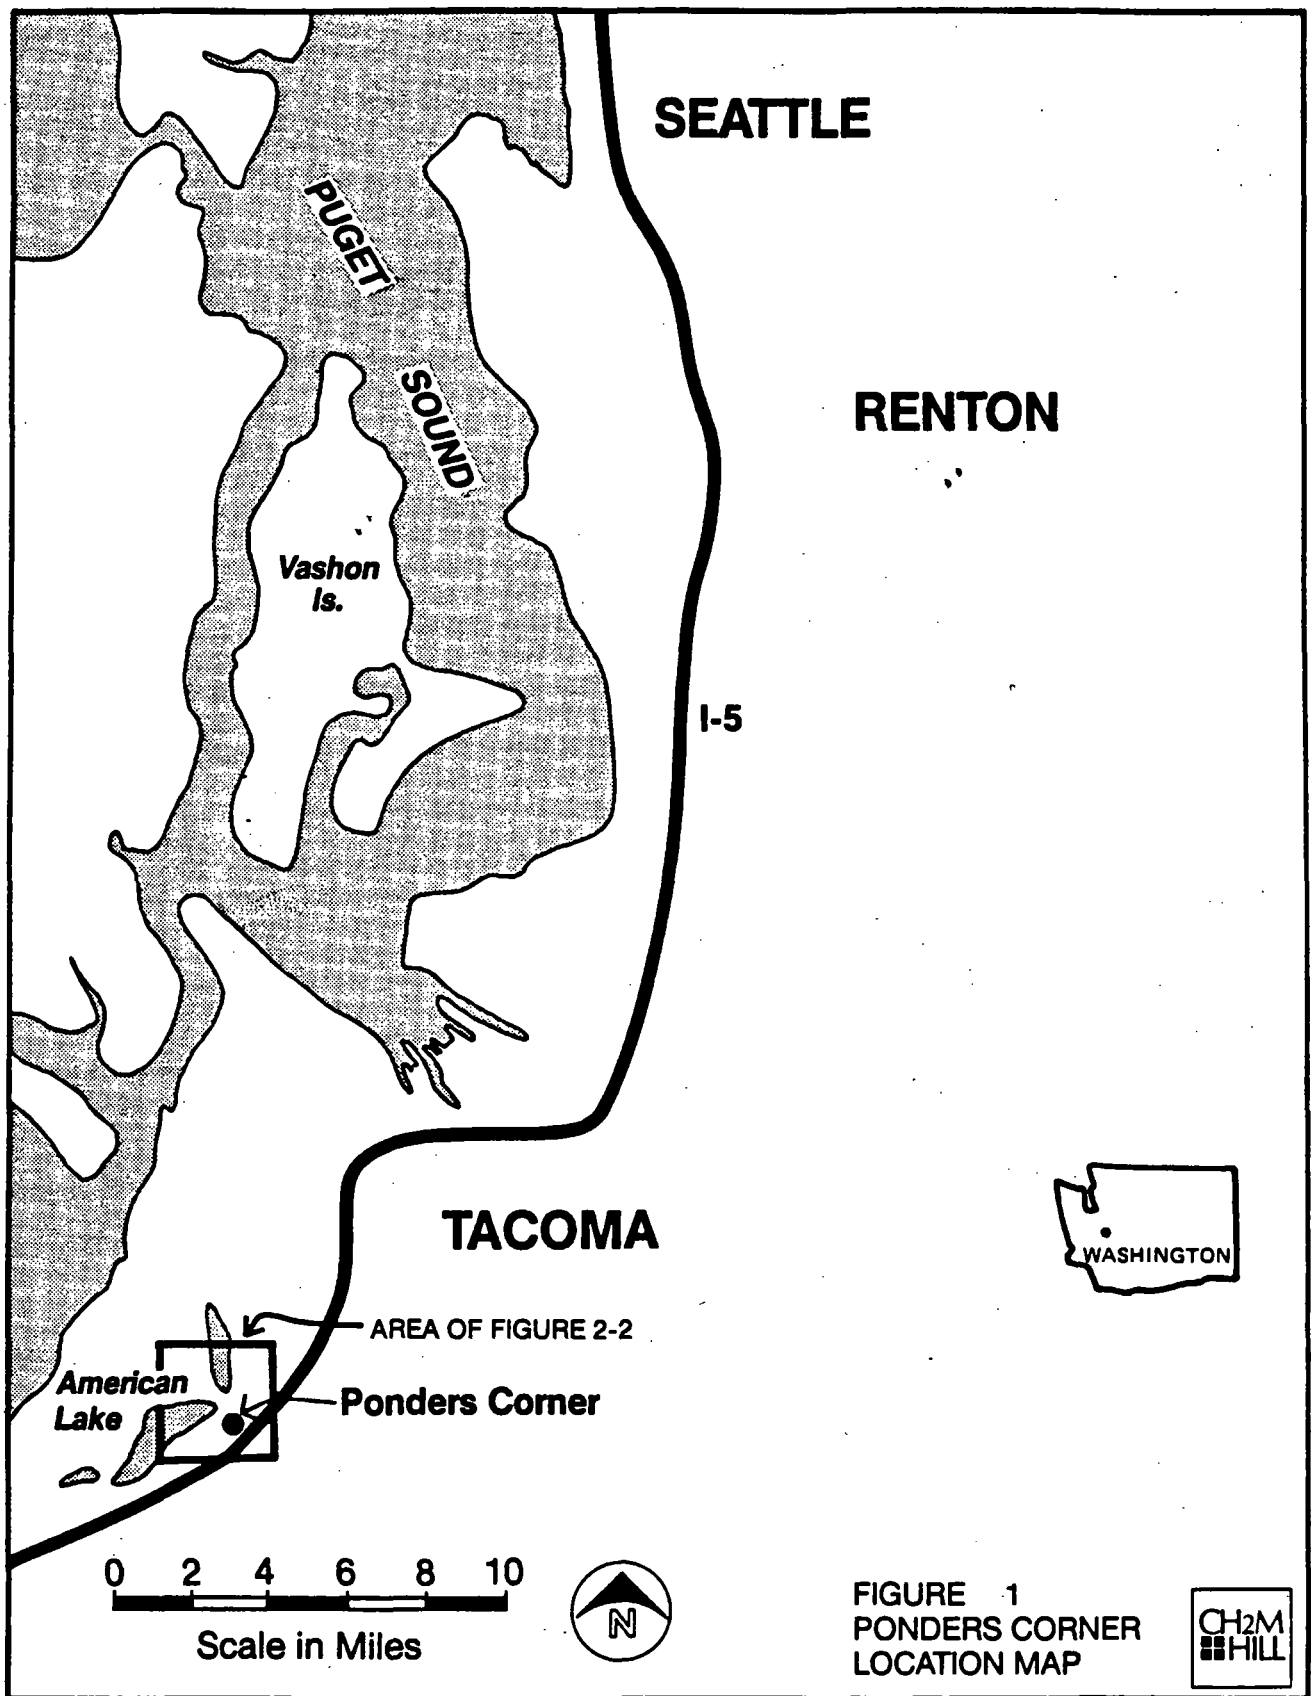 SEATTLE
PUGET
SOUND
RENTON
Vashon
Is.
I-5
TACOMA
WASHINGTON
AREA OF FIGURE 2-2
American
Lake
Ponders Corner
0 2 4 6 8 10
Scale in Miles
N
FIGURE 1
PONDERS CORNER
LOCATION MAP
CH2M
HILL